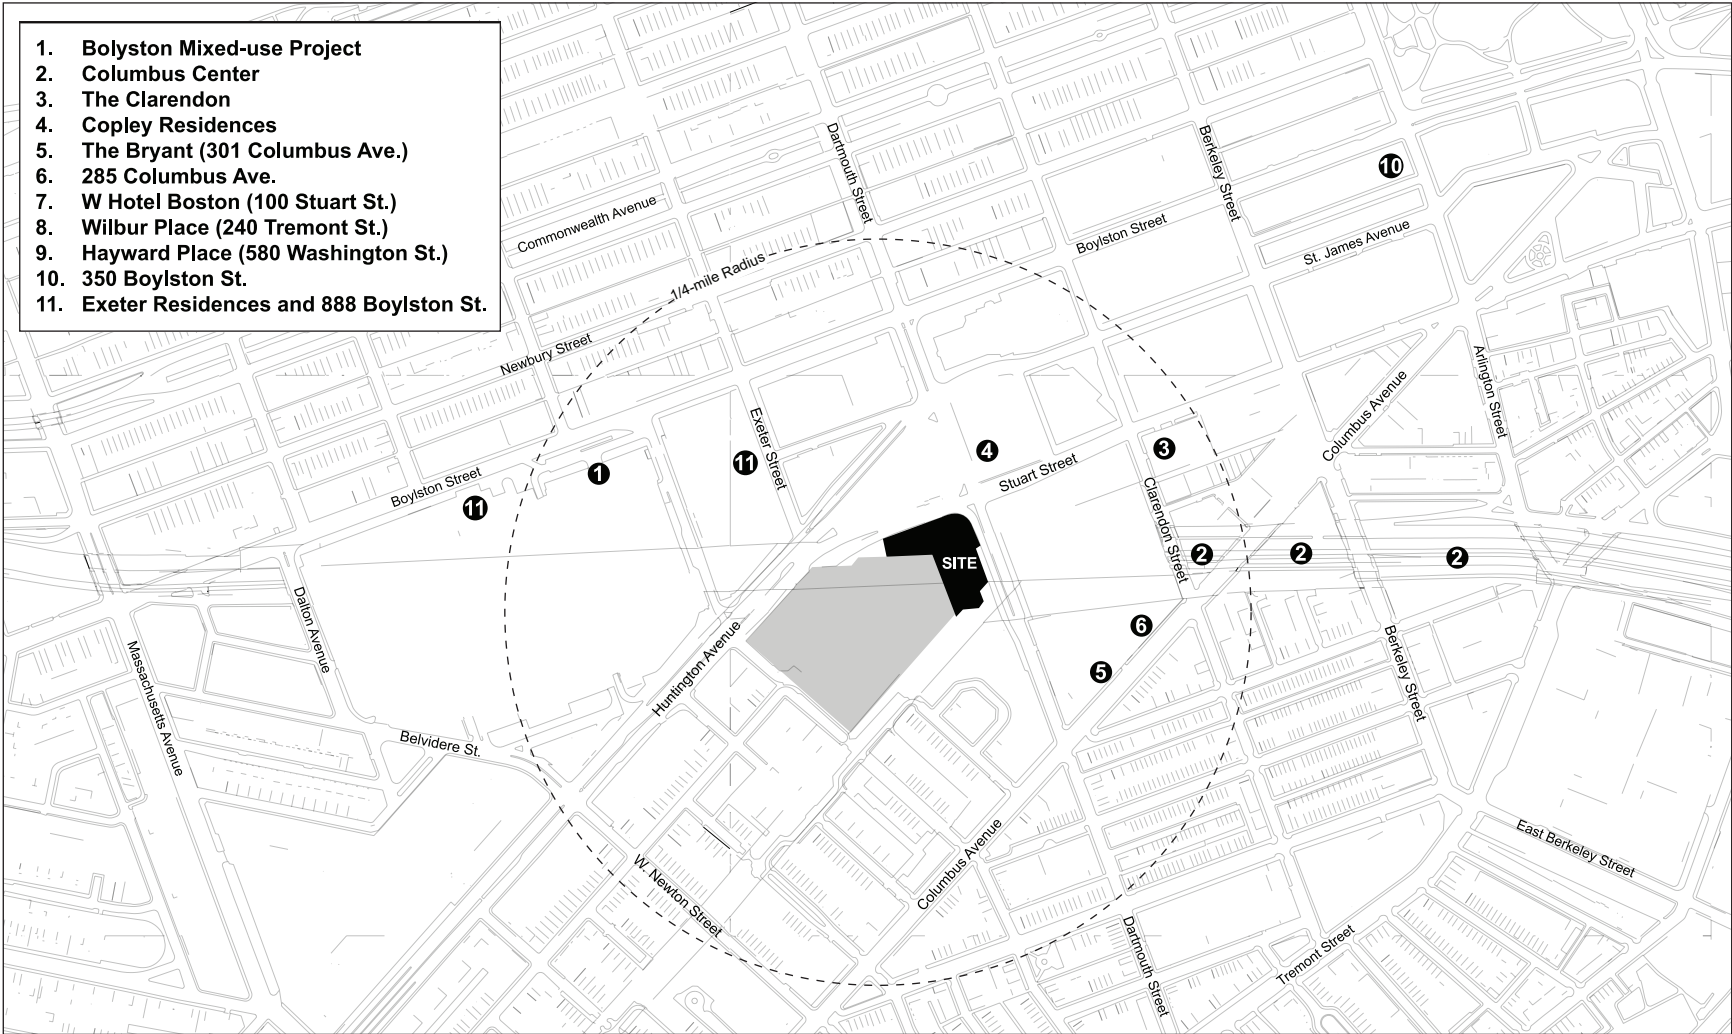 1. Bolyston Mixed-use Project
2. Columbus Center
3. The Clarendon
4. Copley Residences
5. The Bryant (301 Columbus Ave.)
6. 285 Columbus Ave.
7. W Hotel Boston (100 Stuart St.)
8. Wilbur Place (240 Tremont St.)
9. Hayward Place (580 Washington St.)
10. 350 Boylston St.
11. Exeter Residences and 888 Boylston St.
Dartmouth Street
Berkeley Street
10
Commonwealth Avenue
Boylston Street
St. James Avenue
1/4-mile Radius
Newbury Street
Arlington Street
Columbus Avenue
Exeter Street
4
3
11
1
Boylston Street
Stuart Street
11
Clarendon Street
2
2
2
SITE
Dalton Avenue
6
Huntington Avenue
5
Berkeley Street
Massachusetts Avenue
Belvidere St.
W. Newton Street
Columbus Avenue
East Berkeley Street
Dartmouth Street
Tremont Street